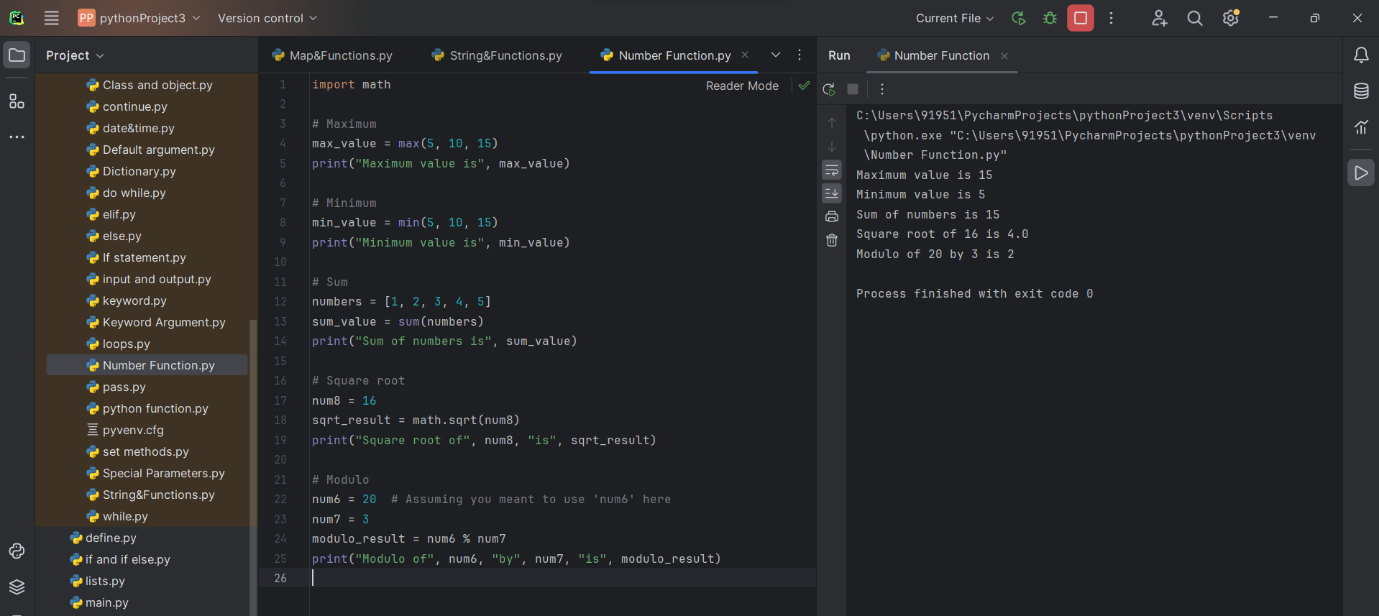 PC
PP pythonProject3
Version control
Current File
Project
Class and object.py
continue.py
date&time.py
Default argument.py
Dictionary.py
do while.py
elif.py
else.py
If statement.py
input and output.py
keyword.py
Keyword Argument.py
loops.py
Number Function.py
pass.py
python function.py
pyvenv.cfg
set methods.py
Special Parameters.py
String&Functions.py
while.py
define.py
if and if else.py
lists.py
main.py
Map&Functions.py
String&Functions.py
Number Function.py
Reader Mode
1 import math
2
3 # Maximum
4 max_value = max(5, 10, 15)
5 print("Maximum value is", max_value)
6
7 # Minimum
8 min_value = min(5, 10, 15)
9 print("Minimum value is", min_value)
10
11 # Sum
12 numbers = [1, 2, 3, 4, 5]
13 sum_value = sum(numbers)
14 print("Sum of numbers is", sum_value)
15
16 # Square root
17 num8 = 16
18 sqrt_result = math.sqrt(num8)
19 print("Square root of", num8, "is", sqrt_result)
20
21 # Modulo
22 num6 = 20  # Assuming you meant to use 'num6' here
23 num7 = 3
24 modulo_result = num6 % num7
25 print("Modulo of", num6, "by", num7, "is", modulo_result)
26
Run
Number Function
C:\Users\91951\PycharmProjects\pythonProject3\venv\Scripts
\python.exe "C:\Users\91951\PycharmProjects\pythonProject3\venv
\Number Function.py"
Maximum value is 15
Minimum value is 5
Sum of numbers is 15
Square root of 16 is 4.0
Modulo of 20 by 3 is 2
Process finished with exit code 0